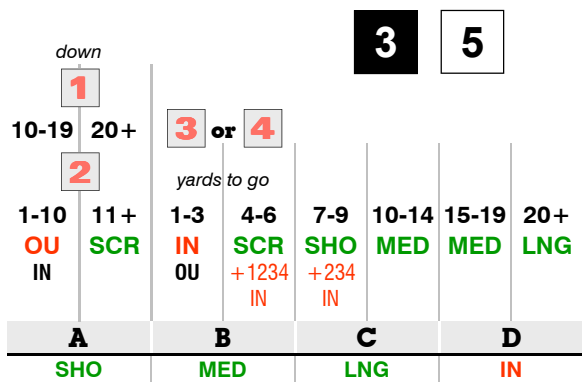 3 5
down
1
10-19 20+ 3 or 4
2 yards to go
1-10 11+ 1-3 4-6 7-9 10-14 15-19 20+
OU SCR IN SCR SHO MED MED LNG
IN OU +1234 +234
IN IN
A B C D
SHO MED LNG IN